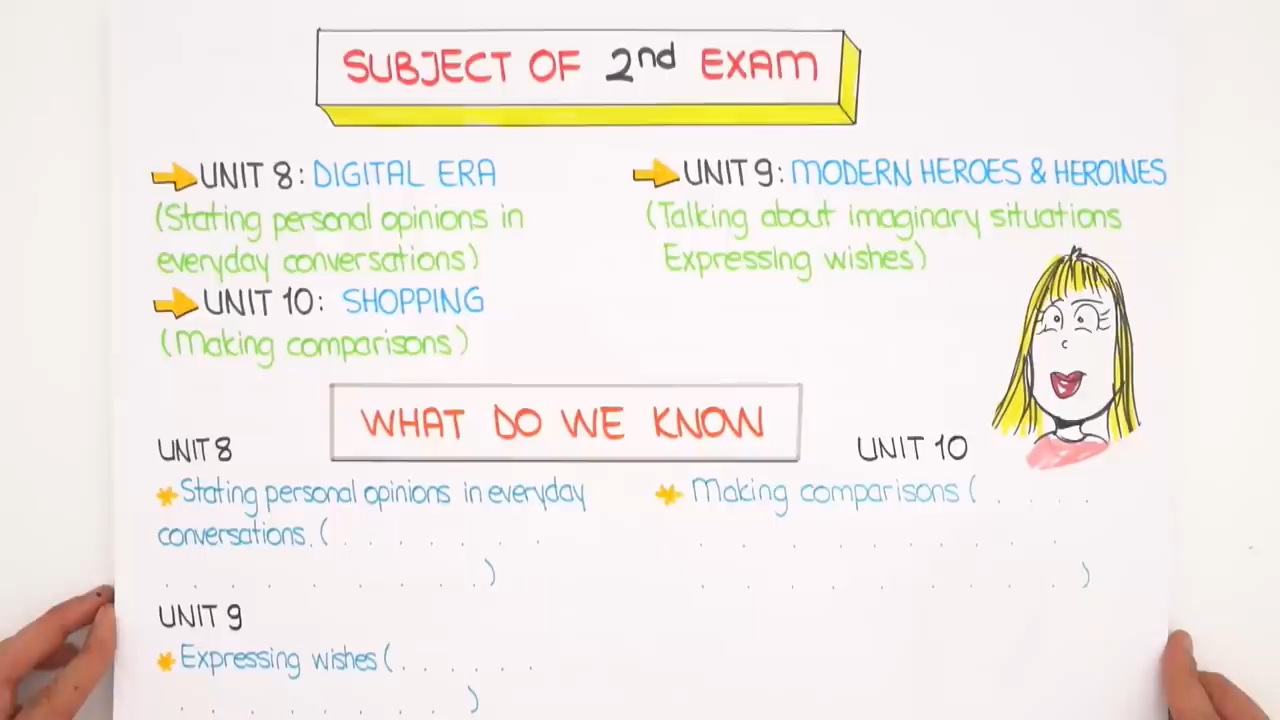 SUBJECT OF 2nd EXAM
UNIT 8: DIGITAL ERA
(Stating personal opinions in
everyday conversations)
UNIT 9: MODERN HEROES & HEROINES
(Talking about imaginary situations
Expressing wishes)
UNIT 10: SHOPPING
(Making comparisons)
WHAT DO WE KNOW
UNIT 8
* Stating personal opinions in everyday
conversations. ( . . . . . . .
. . . . . . . . . . )
UNIT 9
* Expressing wishes ( . . . . . .
. . . . . . . . )
UNIT 10
* Making comparisons ( . . . .
. . . . . . . . .
. . . . . . . . . )